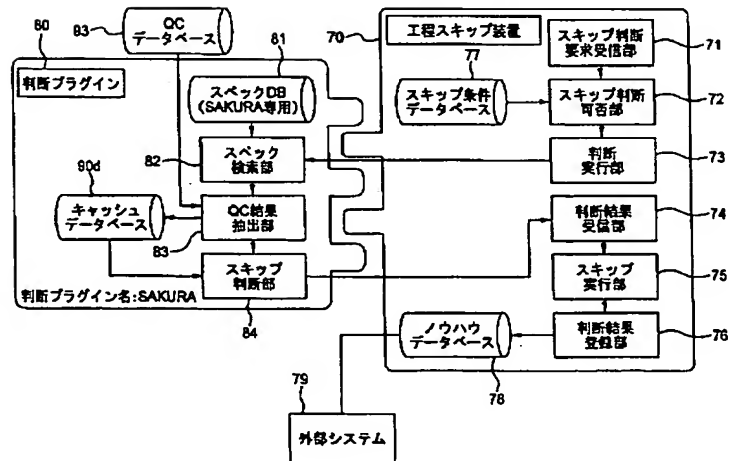 80
判断プラグイン
93
QC
データベース
81
スペックDB
(SAKURA専用)
82
スペック
検索部
90d
キャッシュ
データベース
83
QC結果
抽出部
スキップ
判断部
84
判断プラグイン名:SAKURA
70
工程スキップ装置
スキップ判断
要求受信部
71
77
スキップ条件
データベース
スキップ判断
可否部
72
判断
実行部
73
判断結果
受信部
74
スキップ
実行部
75
判断結果
登録部
76
ノウハウ
データベース
78
79
外部システム